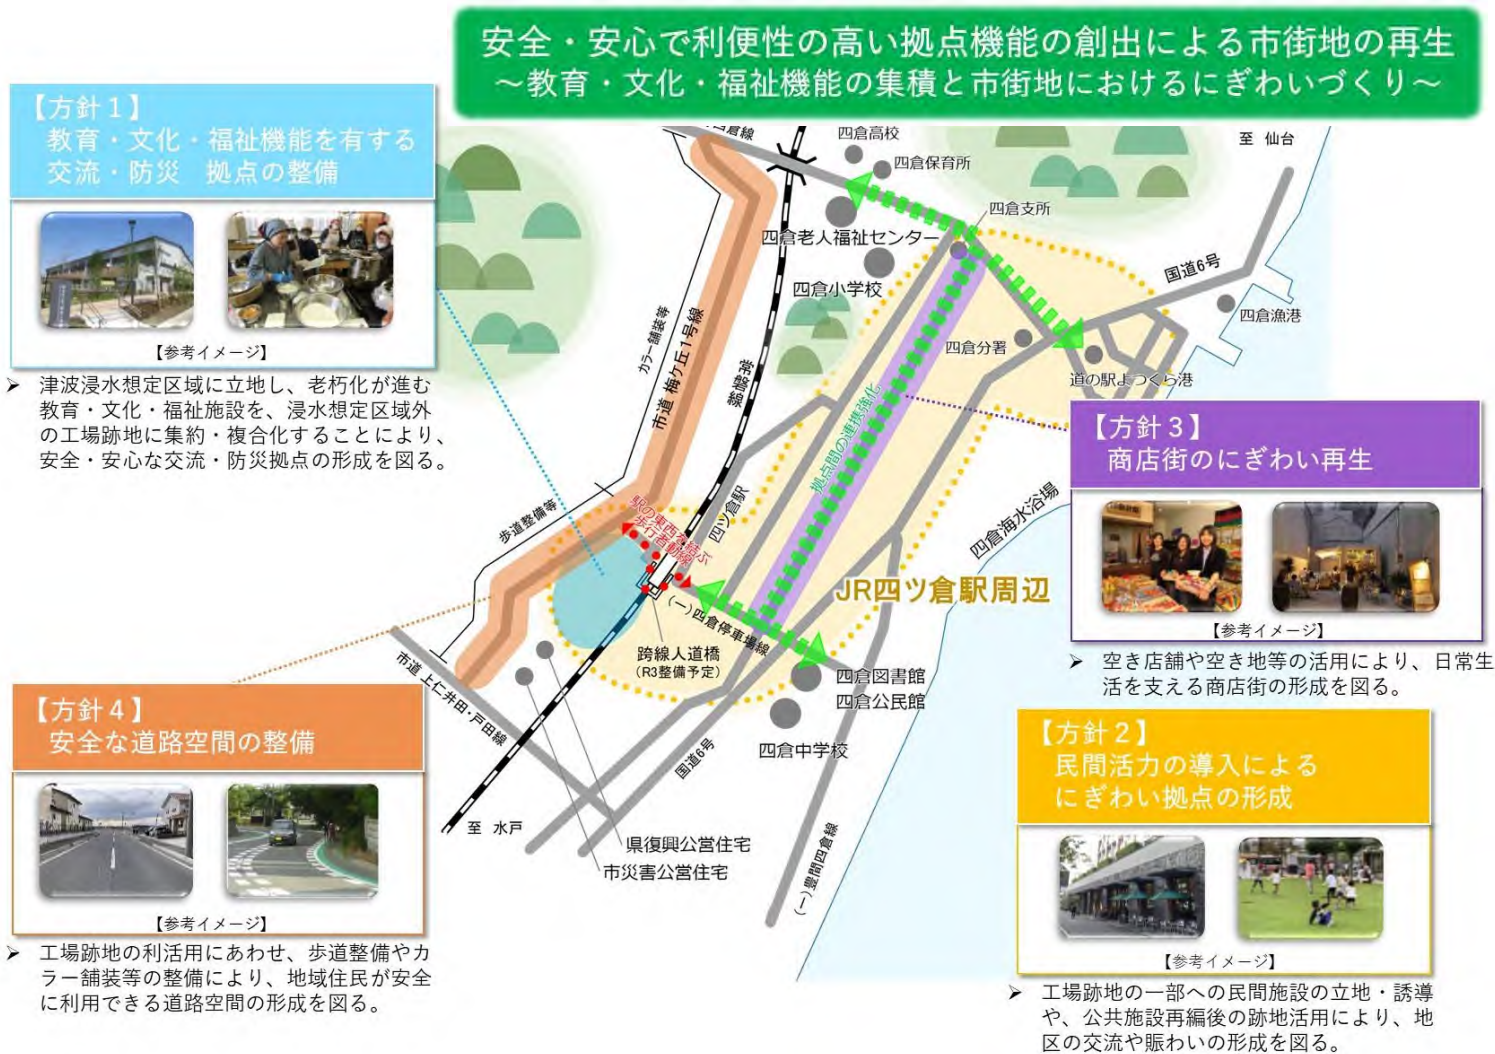 安全・安心で利便性の高い拠点機能の創出による市街地の再生
～教育・文化・福祉機能の集積と市街地におけるにぎわいづくり～
【方針１】
教育・文化・福祉機能を有する
交流・防災　拠点の整備
【参考イメージ】
➢ 津波浸水想定区域に立地し、老朽化が進む
教育・文化・福祉施設を、浸水想定区域外
の工場跡地に集約・複合化することにより、
安全・安心な交流・防災拠点の形成を図る。
【方針４】
安全な道路空間の整備
【参考イメージ】
➢ 工場跡地の利活用にあわせ、歩道整備やカ
ラー舗装等の整備により、地域住民が安全
に利用できる道路空間の形成を図る。
四倉高校
四倉保育所
至 仙台
四倉支所
四倉老人福祉センター
国道6号
四倉小学校
四倉漁港
四倉分署
道の駅よつくら港
カラー舗装等
市道 梅ケ丘1号線
常磐線
拠点間の連携強化
四ツ倉駅
歩道整備等
駅の東西を結ぶ
歩行者動線
四倉海水浴場
JR四ツ倉駅周辺
(一)四倉停車場線
跨線人道橋
(R3整備予定)
四倉図書館
四倉公民館
四倉中学校
市道 上仁井田・戸田線
国道6号
至 水戸
県復興公営住宅
市災害公営住宅
(一)豊間四倉線
【方針３】
商店街のにぎわい再生
【参考イメージ】
➢ 空き店舗や空き地等の活用により、日常生
活を支える商店街の形成を図る。
【方針２】
民間活力の導入による
にぎわい拠点の形成
【参考イメージ】
➢ 工場跡地の一部への民間施設の立地・誘導
や、公共施設再編後の跡地活用により、地
区の交流や賑わいの形成を図る。